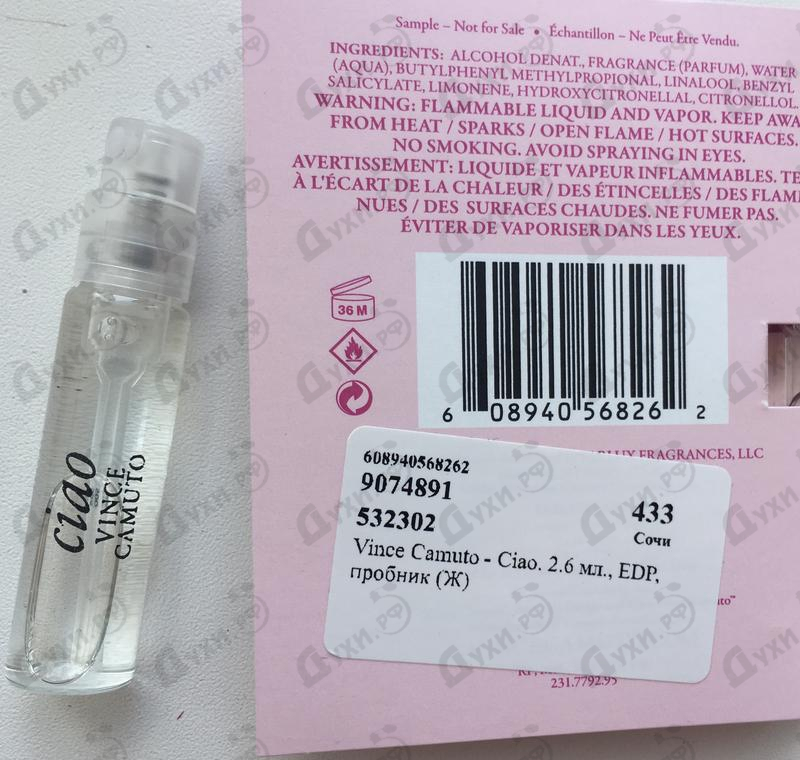 Sample – Not for Sale • Échantillon – Ne Peut Être Vendu.
INGREDIENTS: ALCOHOL DENAT., FRAGRANCE (PARFUM), WATER
(AQUA), BUTYLPHENYL METHYLPROPIONAL, LINALOOL, BENZYL
SALICYLATE, LIMONENE, HYDROXYCITRONELLAL, CITRONELLOL.
WARNING: FLAMMABLE LIQUID AND VAPOR. KEEP AWA
FROM HEAT / SPARKS / OPEN FLAME / HOT SURFACES.
NO SMOKING. AVOID SPRAYING IN EYES.
AVERTISSEMENT: LIQUIDE ET VAPEUR INFLAMMABLES. TE
À L'ÉCART DE LA CHALEUR / DES ÉTINCELLES / DES FLAM
NUES / DES SURFACES CHAUDES. NE FUMER PAS.
ÉVITER DE VAPORISER DANS LES YEUX.
36 M
6 08940 56826 2
FRAGRANCES, LLC
608940568262
9074891
532302
433
Сочи
Vince Camuto - Ciao. 2.6 мл., EDP,
пробник (Ж)
231.7792.95
ciao
VINCE
CAMUTO
Духи.рф